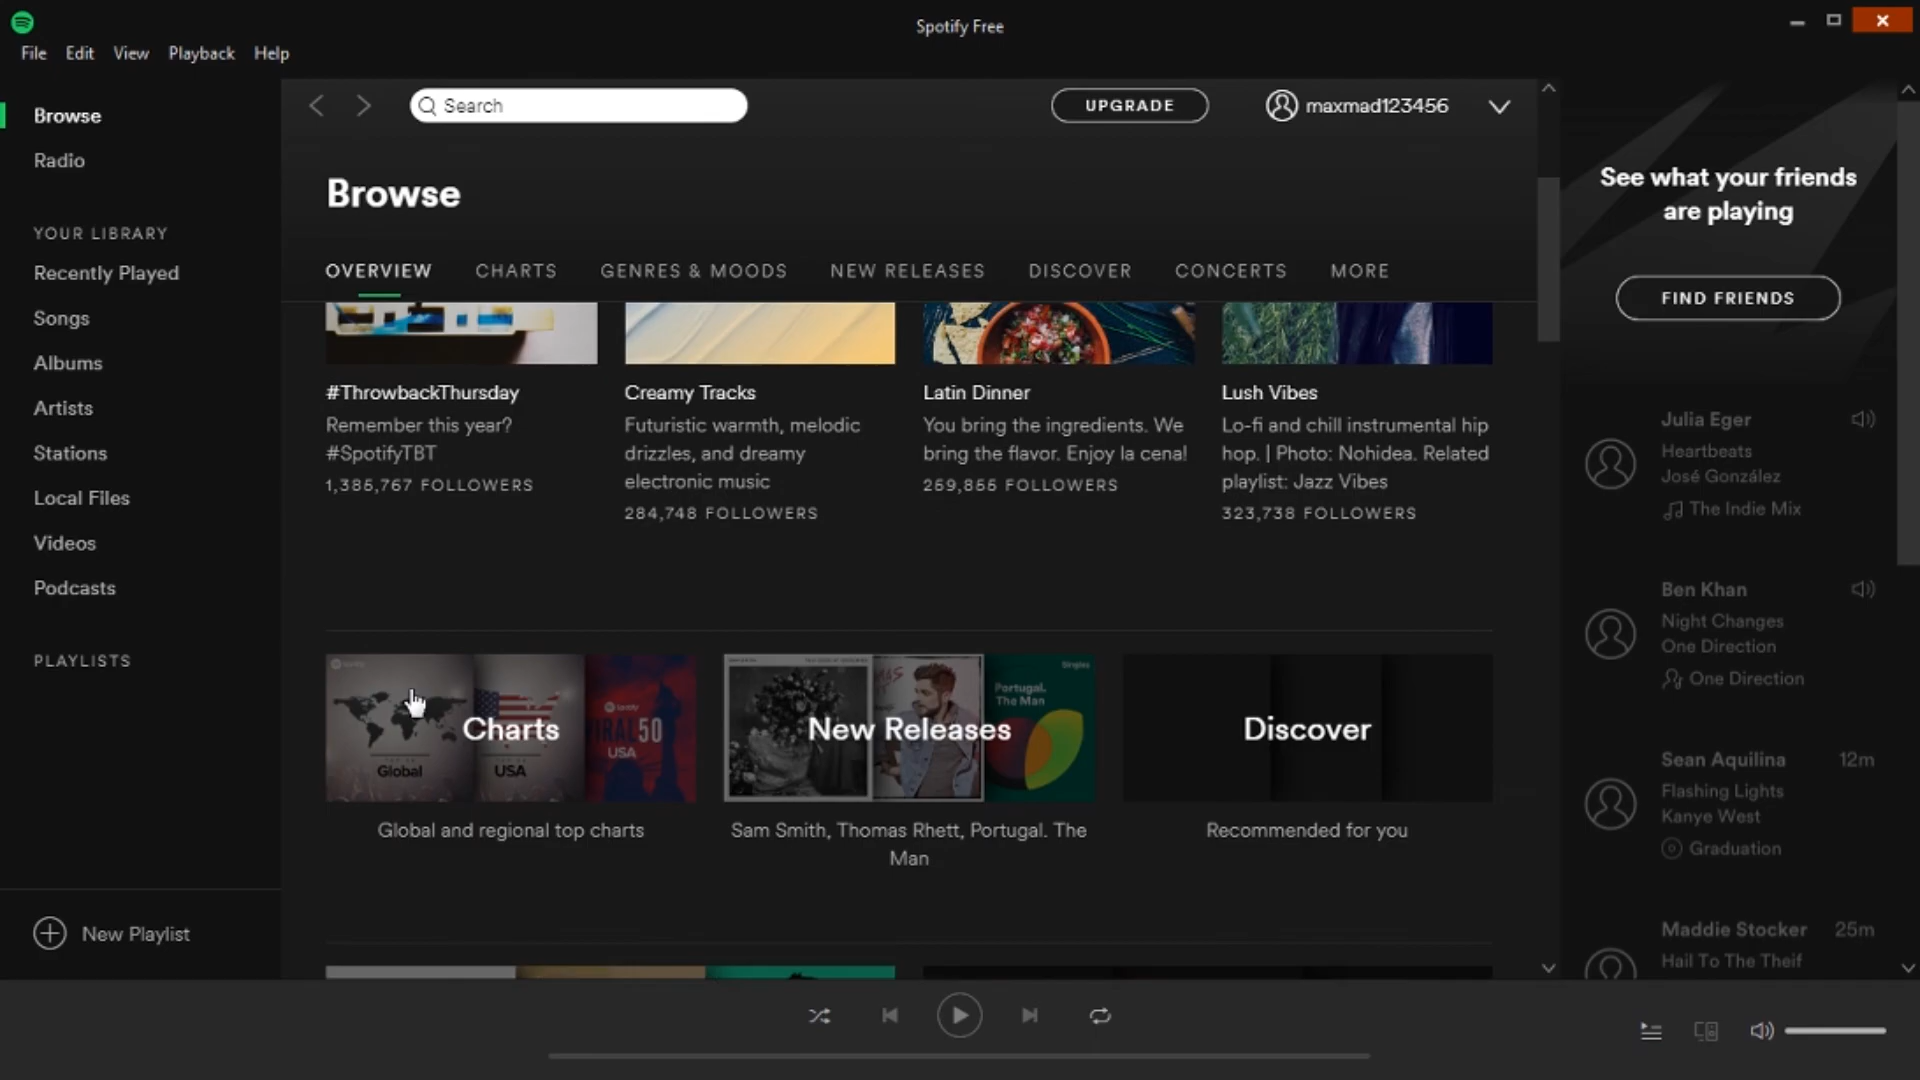 Spotify Free
File Edit View Playback Help
Browse
Radio
YOUR LIBRARY
Recently Played
Songs
Albums
Artists
Stations
Local Files
Videos
Podcasts
PLAYLISTS
New Playlist
Search
UPGRADE
maxmad123456
Browse
OVERVIEW CHARTS GENRES & MOODS NEW RELEASES DISCOVER CONCERTS MORE
#ThrowbackThursday
Remember this year?
#SpotifyTBT
1,385,767 FOLLOWERS
Creamy Tracks
Futuristic warmth, melodic
drizzles, and dreamy
electronic music
284,748 FOLLOWERS
Latin Dinner
You bring the ingredients. We
bring the flavor. Enjoy la cena!
259,855 FOLLOWERS
Lush Vibes
Lo-fi and chill instrumental hip
hop. | Photo: Nohidea. Related
playlist: Jazz Vibes
323,738 FOLLOWERS
Charts
Global
USA
VIRAL 50
USA
Global and regional top charts
New Releases
Singles
Portugal.
The Man
Sam Smith, Thomas Rhett, Portugal. The
Man
Discover
Recommended for you
See what your friends
are playing
FIND FRIENDS
Julia Eger
Heartbeats
José González
The Indie Mix
Ben Khan
Night Changes
One Direction
One Direction
Sean Aquilina 12m
Flashing Lights
Kanye West
Graduation
Maddie Stocker 25m
Hail To The Theif